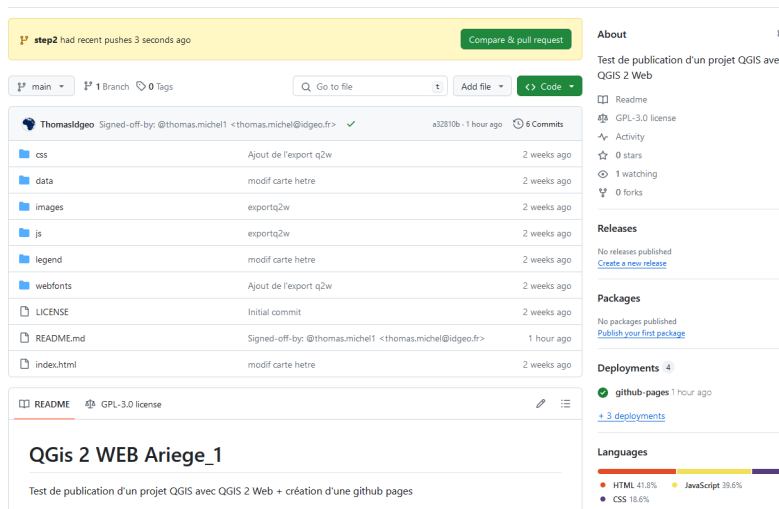 step2 had recent pushes 3 seconds ago
Compare & pull request
main
1 Branch
0 Tags
Go to file
t
Add file
Code
ThomasIdgeo Signed-off-by: @thomas.michel1 <thomas.michel@idgeo.fr>
a32810b · 1 hour ago
6 Commits
css Ajout de l'export q2w 2 weeks ago
data modif carte hetre 2 weeks ago
images exportq2w 2 weeks ago
js exportq2w 2 weeks ago
legend modif carte hetre 2 weeks ago
webfonts Ajout de l'export q2w 2 weeks ago
LICENSE Initial commit 2 weeks ago
README.md Signed-off-by: @thomas.michel1 <thomas.michel@idgeo.fr> 1 hour ago
index.html modif carte hetre 2 weeks ago
README
GPL-3.0 license
QGis 2 WEB Ariege_1
Test de publication d'un projet QGIS avec QGIS 2 Web + création d'une github pages
About
Test de publication d'un projet QGIS ave
QGIS 2 Web
Readme
GPL-3.0 license
Activity
0 stars
1 watching
0 forks
Releases
No releases published
Create a new release
Packages
No packages published
Publish your first package
Deployments 4
github-pages 1 hour ago
+ 3 deployments
Languages
HTML 41.8%
JavaScript 39.6%
CSS 18.6%